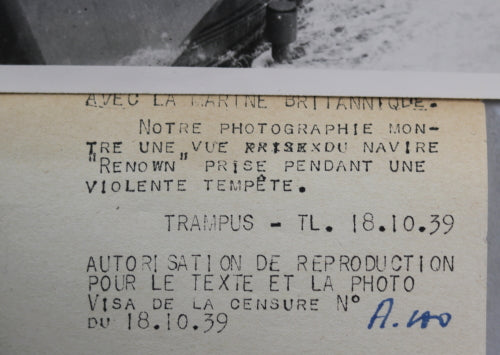 AVEC LA MARINE BRITANNIQUE.
NOTRE PHOTOGRAPHIE MON-
TRE UNE VUE PRISEXDU NAVIRE
"RENOWN" PRISE PENDANT UNE
VIOLENTE TEMPÊTE.
TRAMPUS - TL. 18.10.39
AUTORISATION DE REPRODUCTION
POUR LE TEXTE ET LA PHOTO
VISA DE LA CENSURE N°
DU 18.10.39